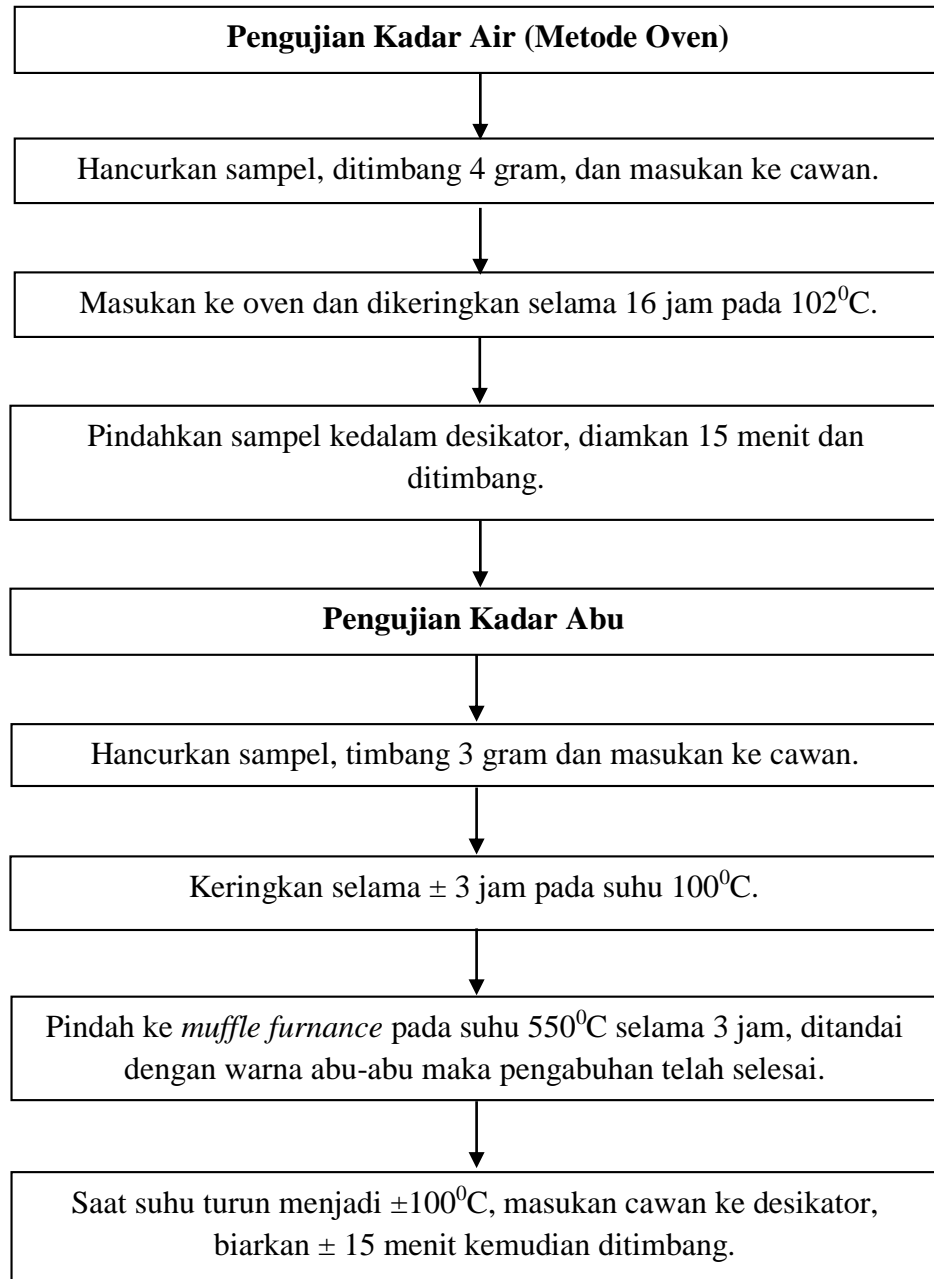 Pengujian Kadar Air (Metode Oven)
Hancurkan sampel, ditimbang 4 gram, dan masukan ke cawan.
Masukan ke oven dan dikeringkan selama 16 jam pada 102⁰C.
Pindahkan sampel kedalam desikator, diamkan 15 menit dan
ditimbang.
Pengujian Kadar Abu
Hancurkan sampel, timbang 3 gram dan masukan ke cawan.
Keringkan selama ± 3 jam pada suhu 100⁰C.
Pindah ke muffle furnance pada suhu 550⁰C selama 3 jam, ditandai
dengan warna abu-abu maka pengabuhan telah selesai.
Saat suhu turun menjadi ±100⁰C, masukan cawan ke desikator,
biarkan ± 15 menit kemudian ditimbang.